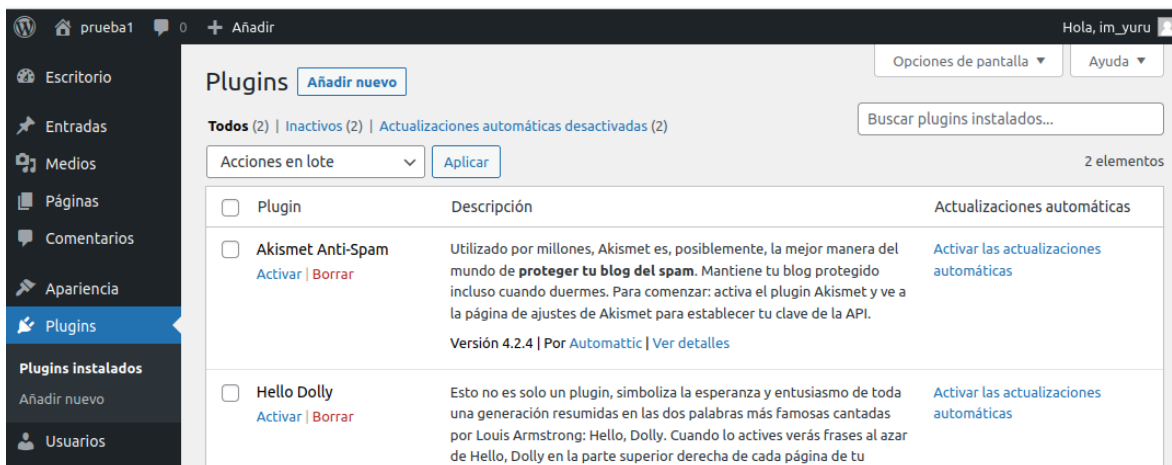 prueba1 0 + Añadir Hola, im_yuru
Opciones de pantalla ▼ Ayuda ▼
Escritorio
Entradas
Medios
Páginas
Comentarios
Apariencia
Plugins
Plugins instalados
Añadir nuevo
Usuarios
Plugins Añadir nuevo
Todos (2) | Inactivos (2) | Actualizaciones automáticas desactivadas (2)
Buscar plugins instalados...
Acciones en lote Aplicar 2 elementos
Plugin Descripción Actualizaciones automáticas
Akismet Anti-Spam
Activar | Borrar
Utilizado por millones, Akismet es, posiblemente, la mejor manera del
mundo de proteger tu blog del spam. Mantiene tu blog protegido
incluso cuando duermes. Para comenzar: activa el plugin Akismet y ve a
la página de ajustes de Akismet para establecer tu clave de la API.
Versión 4.2.4 | Por Automattic | Ver detalles
Activar las actualizaciones
automáticas
Hello Dolly
Activar | Borrar
Esto no es solo un plugin, simboliza la esperanza y entusiasmo de toda
una generación resumidas en las dos palabras más famosas cantadas
por Louis Armstrong: Hello, Dolly. Cuando lo actives verás frases al azar
de Hello, Dolly en la parte superior derecha de cada página de tu
Activar las actualizaciones
automáticas